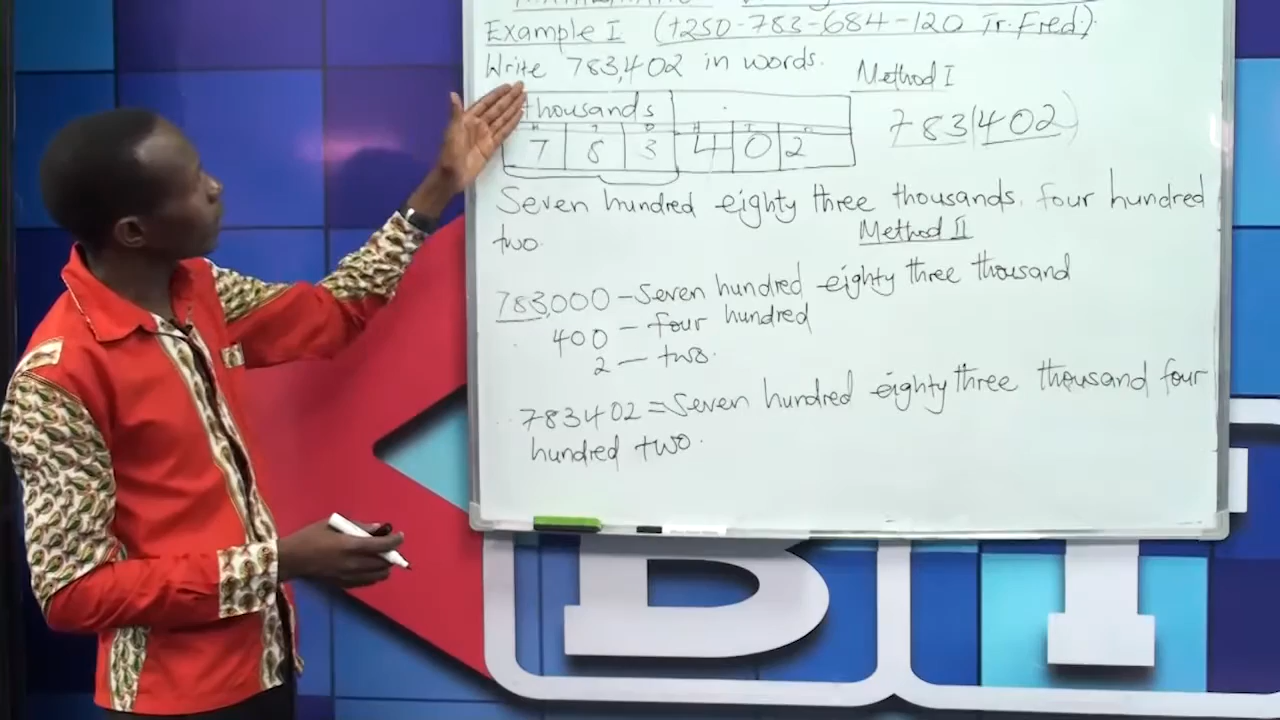 Example I (+250-783-684-120 Tr. Fred.)
Write 783,402 in words.
Method I
thousands
H T O H T
7 8 3 4 0 2
783 402
Seven hundred eighty three thousands, four hundred
two.
Method II
783,000 - Seven hundred eighty three thousand
400 - four hundred
2 - two.
783402 = Seven hundred eighty three thousand four
hundred two.
BT